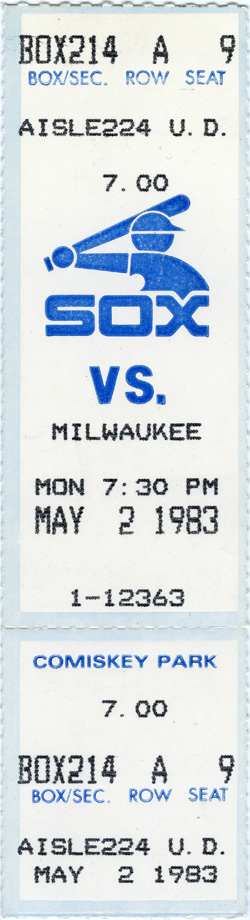 BOX214 A 9
BOX/SEC. ROW SEAT
AISLE224 U.D.
7.00
SOX
VS.
MILWAUKEE
MON 7:30 PM
MAY 2 1983
1-12363
COMISKEY PARK
7.00
BOX214 A 9
BOX/SEC. ROW SEAT
AISLE224 U.D.
MAY 2 1983